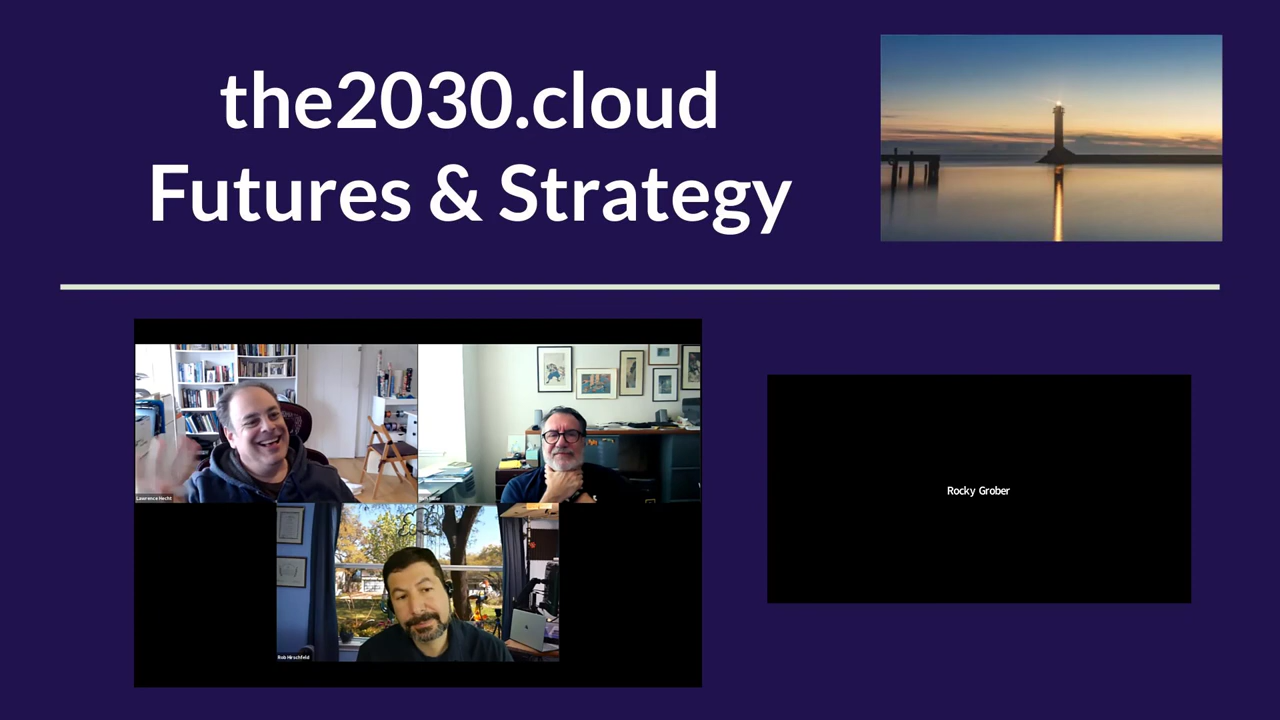 the2030.cloud
Futures & Strategy
Lawrence Hecht
Rocky Grober
Rob Hirschfeld